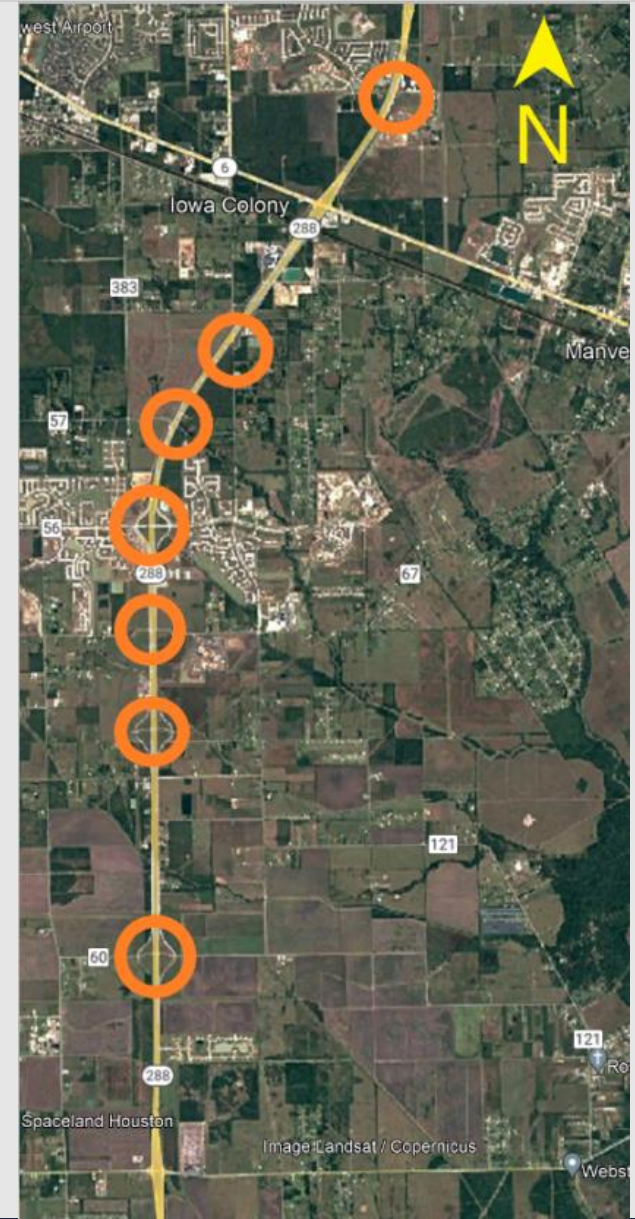 west Airport
N
6
Iowa Colony
288
383
Manve
57
56
288
67
121
60
121
Ro
288
Spaceland Houston
Image Landsat / Copernicus
Webst